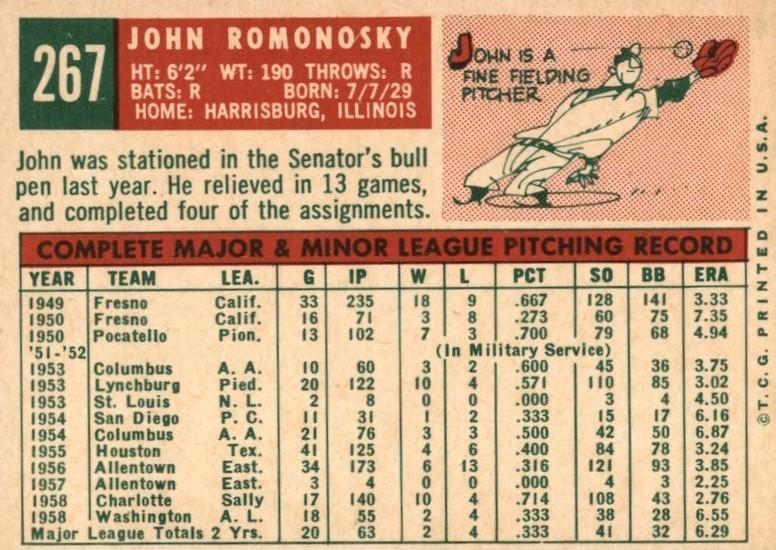 267
JOHN ROMONOSKY
HT: 6'2" WT: 190 THROWS: R
BATS: R BORN: 7/7/29
HOME: HARRISBURG, ILLINOIS
JOHN IS A
FINE FIELDING
PITCHER
John was stationed in the Senator's bull
pen last year. He relieved in 13 games,
and completed four of the assignments.
COMPLETE MAJOR & MINOR LEAGUE PITCHING RECORD
YEAR TEAM LEA. G IP W L PCT SO BB ERA
1949 Fresno Calif. 33 235 18 9 .667 128 141 3.33
1950 Fresno Calif. 16 71 3 8 .273 60 75 7.35
1950 Pocatello Pion. 13 102 7 3 .700 79 68 4.94
'51-'52 (In Military Service)
1953 Columbus A. A. 10 60 3 2 .600 45 36 3.75
1953 Lynchburg Pied. 20 122 10 4 .571 110 85 3.02
1953 St. Louis N. L. 2 8 0 0 .000 3 4 4.50
1954 San Diego P. C. 11 31 1 2 .333 15 17 6.16
1954 Columbus A. A. 21 76 3 3 .500 42 50 6.87
1955 Houston Tex. 41 125 4 6 .400 84 78 3.24
1956 Allentown East. 34 173 6 13 .316 121 93 3.85
1957 Allentown East. 3 4 0 0 .000 4 3 2.25
1958 Charlotte Sally 17 140 10 4 .714 108 43 2.76
1958 Washington A. L. 18 55 2 4 .333 38 28 6.55
Major League Totals 2 Yrs. 20 63 2 4 .333 41 32 6.29
©T.C.G. PRINTED IN U.S.A.